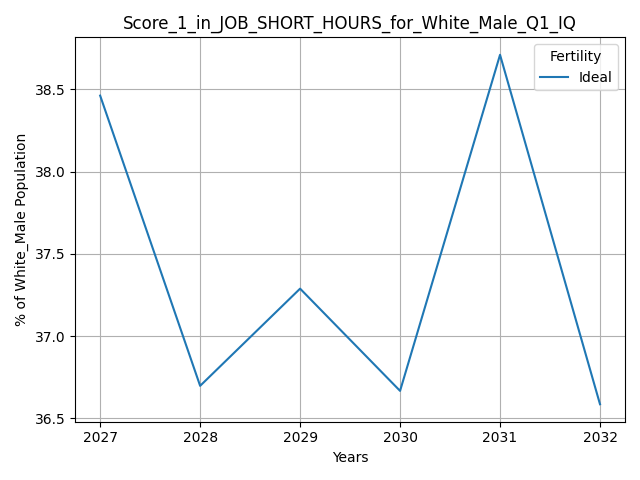 Score_1_in_JOB_SHORT_HOURS_for_White_Male_Q1_IQ
Fertility
Ideal
% of White_Male Population
38.5
38.0
37.5
37.0
36.5
2027 2028 2029 2030 2031 2032
Years